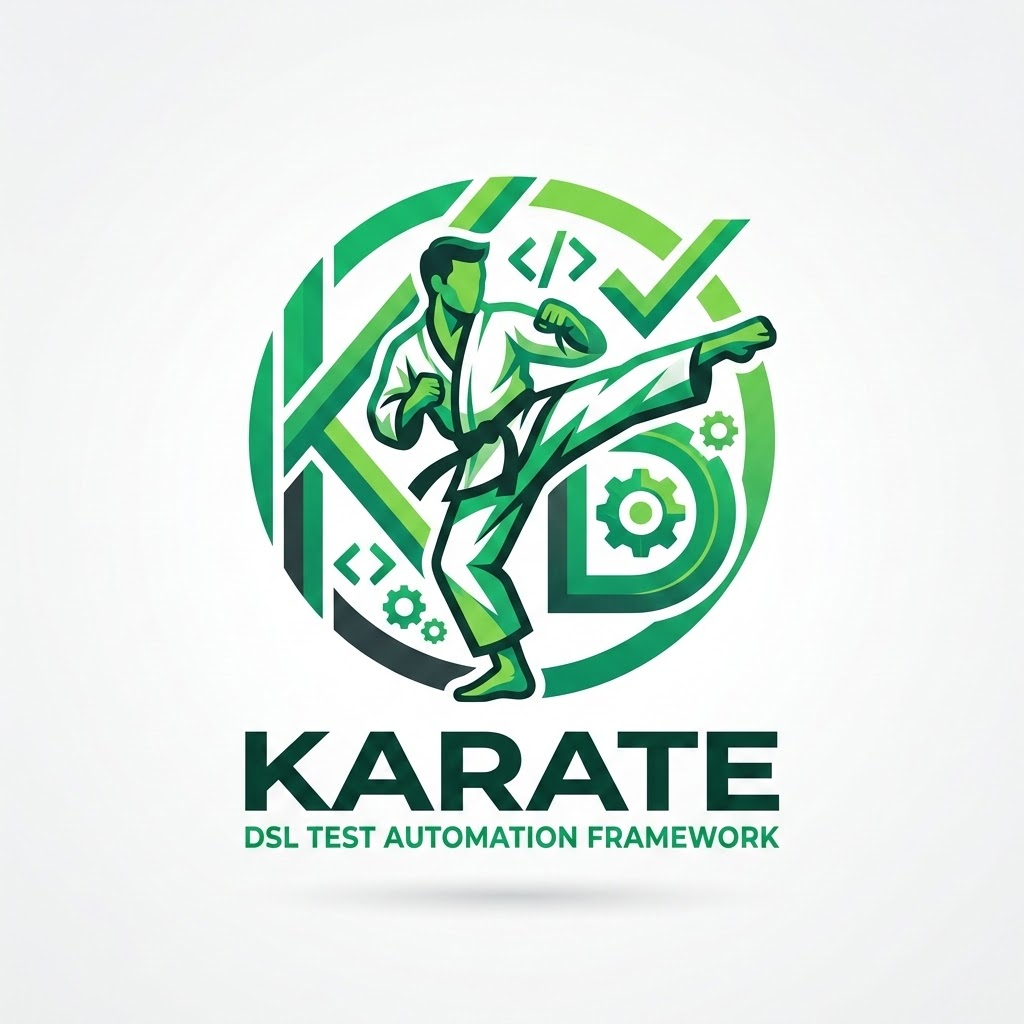 </>
K
D
<>
KARATE
DSL TEST AUTOMATION FRAMEWORK